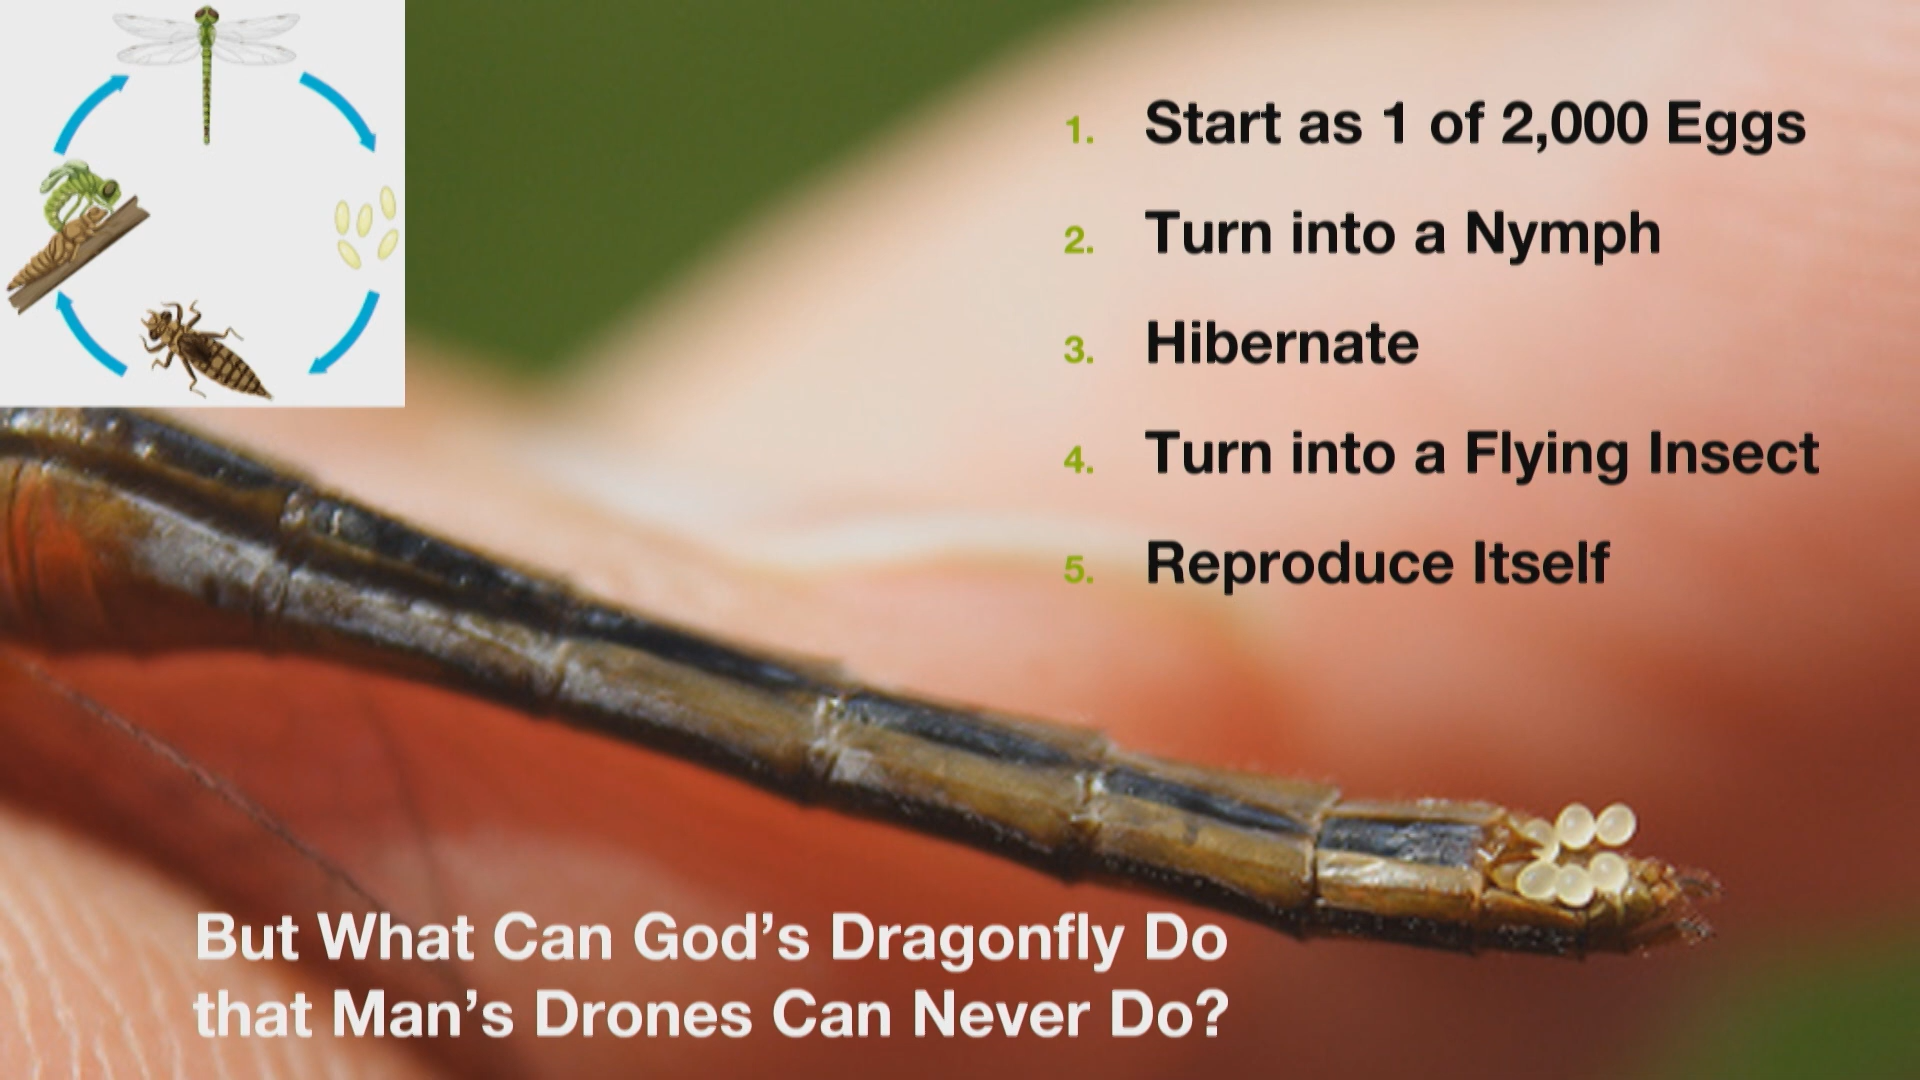 1. Start as 1 of 2,000 Eggs
2. Turn into a Nymph
3. Hibernate
4. Turn into a Flying Insect
5. Reproduce Itself
But What Can God’s Dragonfly Do
that Man’s Drones Can Never Do?